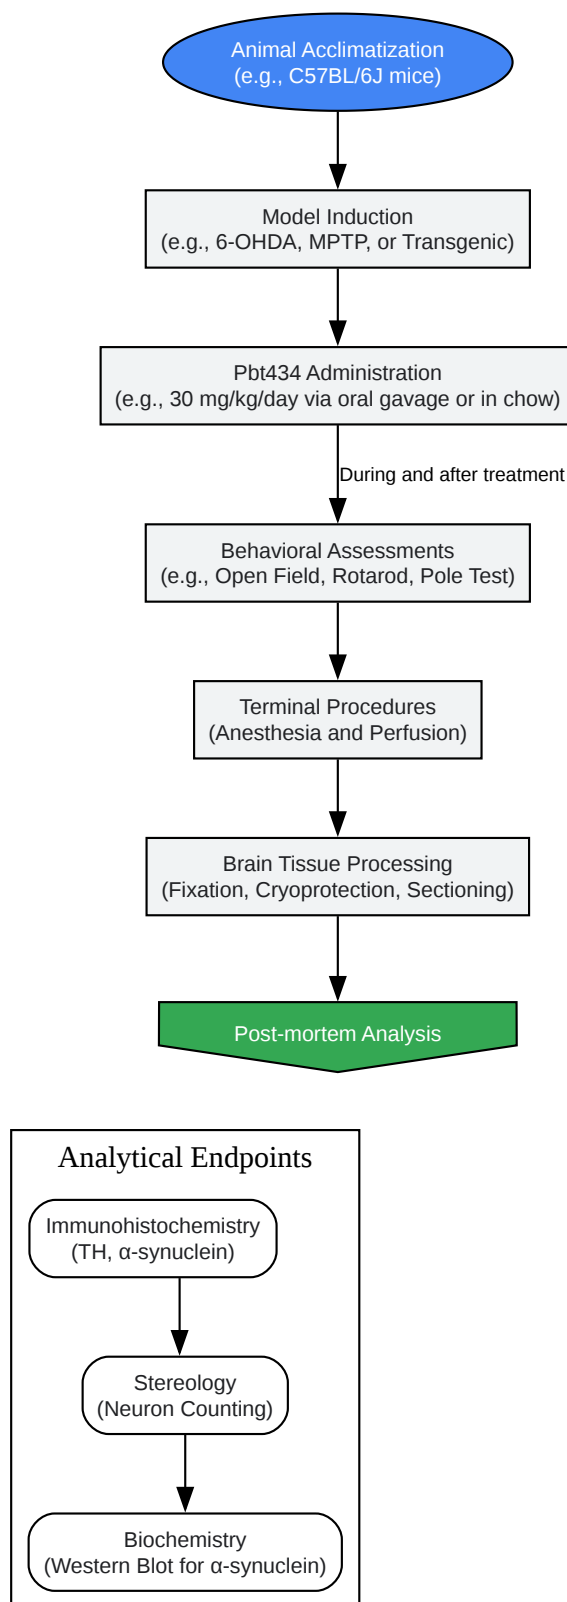 Animal Acclimatization
(e.g., C57BL/6J mice)
Model Induction
(e.g., 6-OHDA, MPTP, or Transgenic)
Pbt434 Administration
(e.g., 30 mg/kg/day via oral gavage or in chow)
During and after treatment
Behavioral Assessments
(e.g., Open Field, Rotarod, Pole Test)
Terminal Procedures
(Anesthesia and Perfusion)
Brain Tissue Processing
(Fixation, Cryoprotection, Sectioning)
Post-mortem Analysis
Analytical Endpoints
Immunohistochemistry
(TH, α-synuclein)
Stereology
(Neuron Counting)
Biochemistry
(Western Blot for α-synuclein)